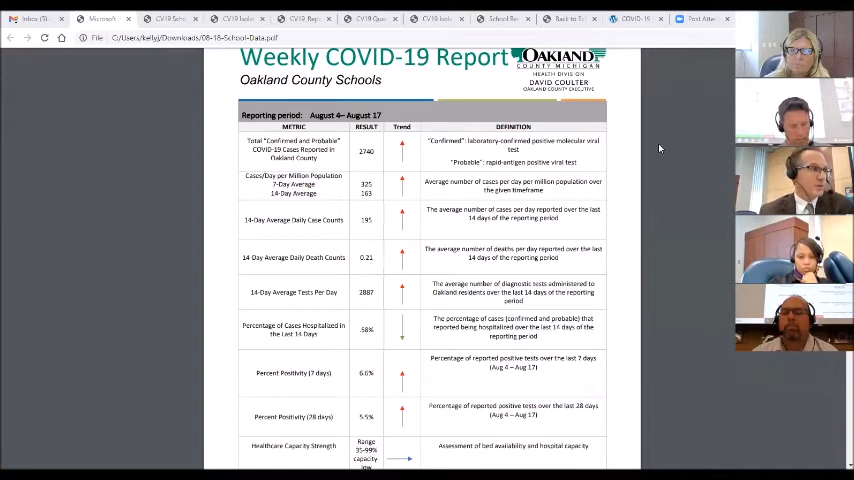 Inbox (5)
Microsoft
CV19 Scho
CV19 Isolat
CV19_Rep
CV19 Qua
CV19 Isola
School Re
Back to S
COVID-19
Post Atter
File
C:/Users/kellyj/Downloads/08-18-School-Data.pdf
Weekly COVID-19 Report
Oakland County Schools
OAKLAND
COUNTY MICHIGAN
HEALTH DIVISION
DAVID COULTER
OAKLAND COUNTY EXECUTIVE
Reporting period: August 4– August 17
METRIC RESULT Trend DEFINITION
Total "Confirmed and Probable"
COVID-19 Cases Reported in
Oakland County
2740
"Confirmed": laboratory-confirmed positive molecular viral
test
"Probable": rapid-antigen positive viral test
Cases/Day per Million Population
7-Day Average
14-Day Average
325
163
Average number of cases per day per million population over
the given timeframe
14-Day Average Daily Case Counts
195
The average number of cases per day reported over the last
14 days of the reporting period
14-Day Average Daily Death Counts
0.21
The average number of deaths per day reported over the last
14 days of the reporting period
14-Day Average Tests Per Day
2887
The average number of diagnostic tests administered to
Oakland residents over the last 14 days of the reporting
period
Percentage of Cases Hospitalized in
the Last 14 Days
.58%
The percentage of cases (confirmed and probable) that
reported being hospitalized over the last 14 days of the
reporting period
Percent Positivity (7 days)
6.6%
Percentage of reported positive tests over the last 7 days
(Aug 4 – Aug 17)
Percent Positivity (28 days)
5.5%
Percentage of reported positive tests over the last 28 days
(Aug 4 – Aug 17)
Healthcare Capacity Strength
Range
35-99%
capacity-
low
Assessment of bed availability and hospital capacity